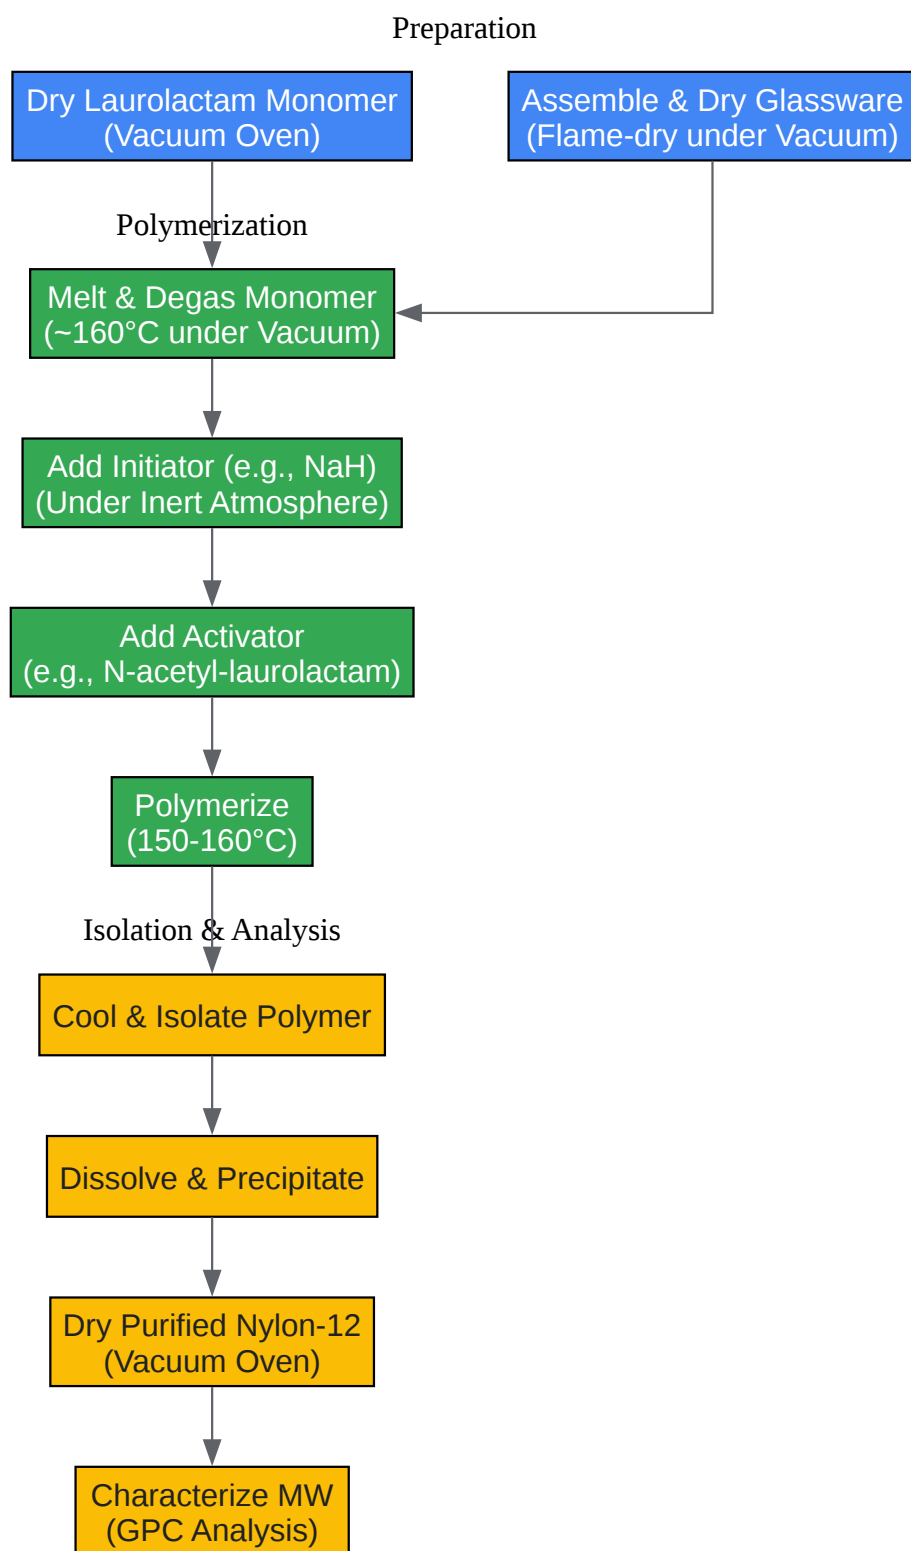 Preparation
Dry Laurolactam Monomer
(Vacuum Oven)
Assemble & Dry Glassware
(Flame-dry under Vacuum)
Polymerization
Melt & Degas Monomer
(~160°C under Vacuum)
Add Initiator (e.g., NaH)
(Under Inert Atmosphere)
Add Activator
(e.g., N-acetyl-laurolactam)
Polymerize
(150-160°C)
Isolation & Analysis
Cool & Isolate Polymer
Dissolve & Precipitate
Dry Purified Nylon-12
(Vacuum Oven)
Characterize MW
(GPC Analysis)